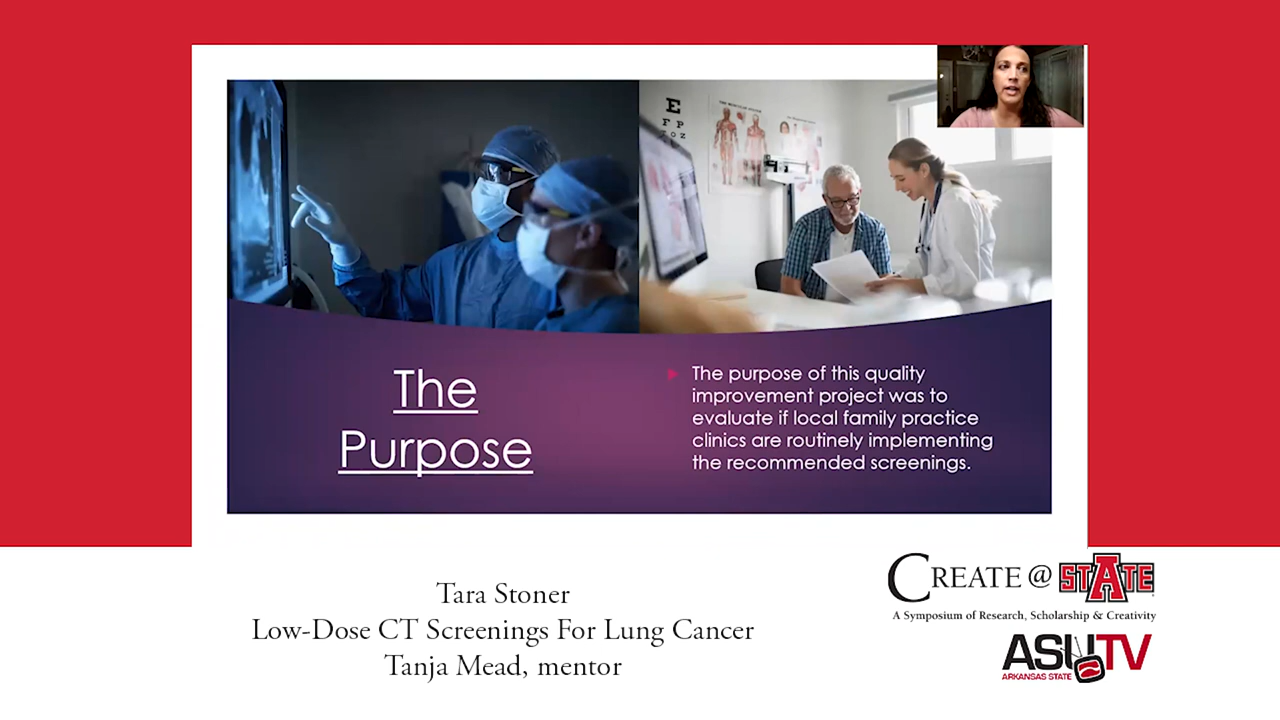 E
F P
TOZ
The
Purpose
The purpose of this quality
improvement project was to
evaluate if local family practice
clinics are routinely implementing
the recommended screenings.
Tara Stoner
Low-Dose CT Screenings For Lung Cancer
Tanja Mead, mentor
CREATE @ STATE
A Symposium of Research, Scholarship & Creativity
ASU TV
ARKANSAS STATE